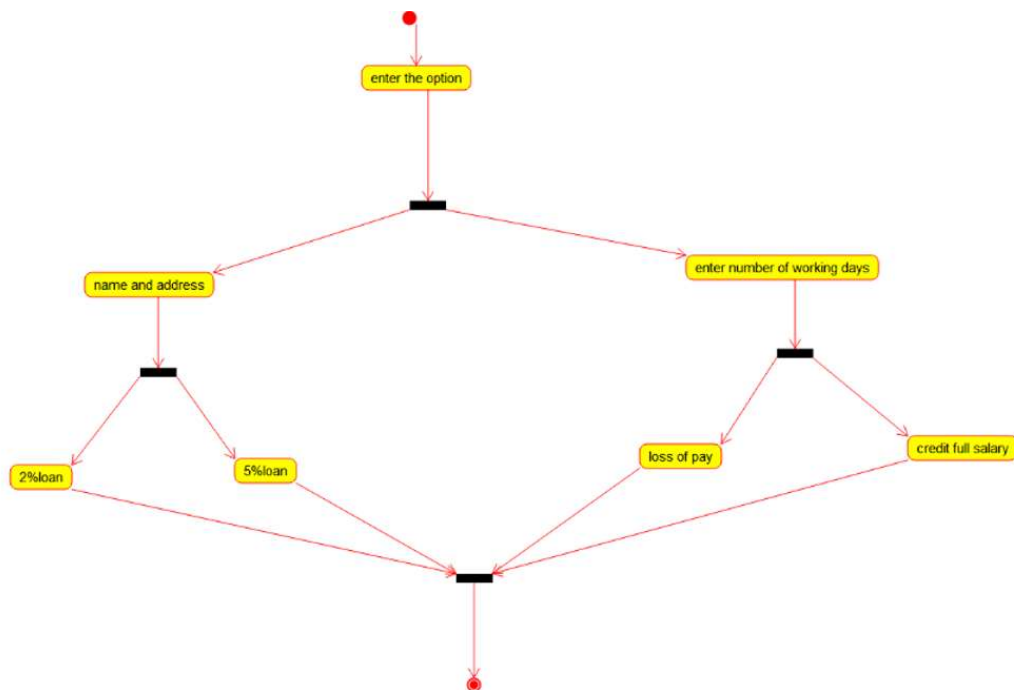 enter the option
enter number of working days
name and address
loss of pay
credit full salary
2%loan
5%loan